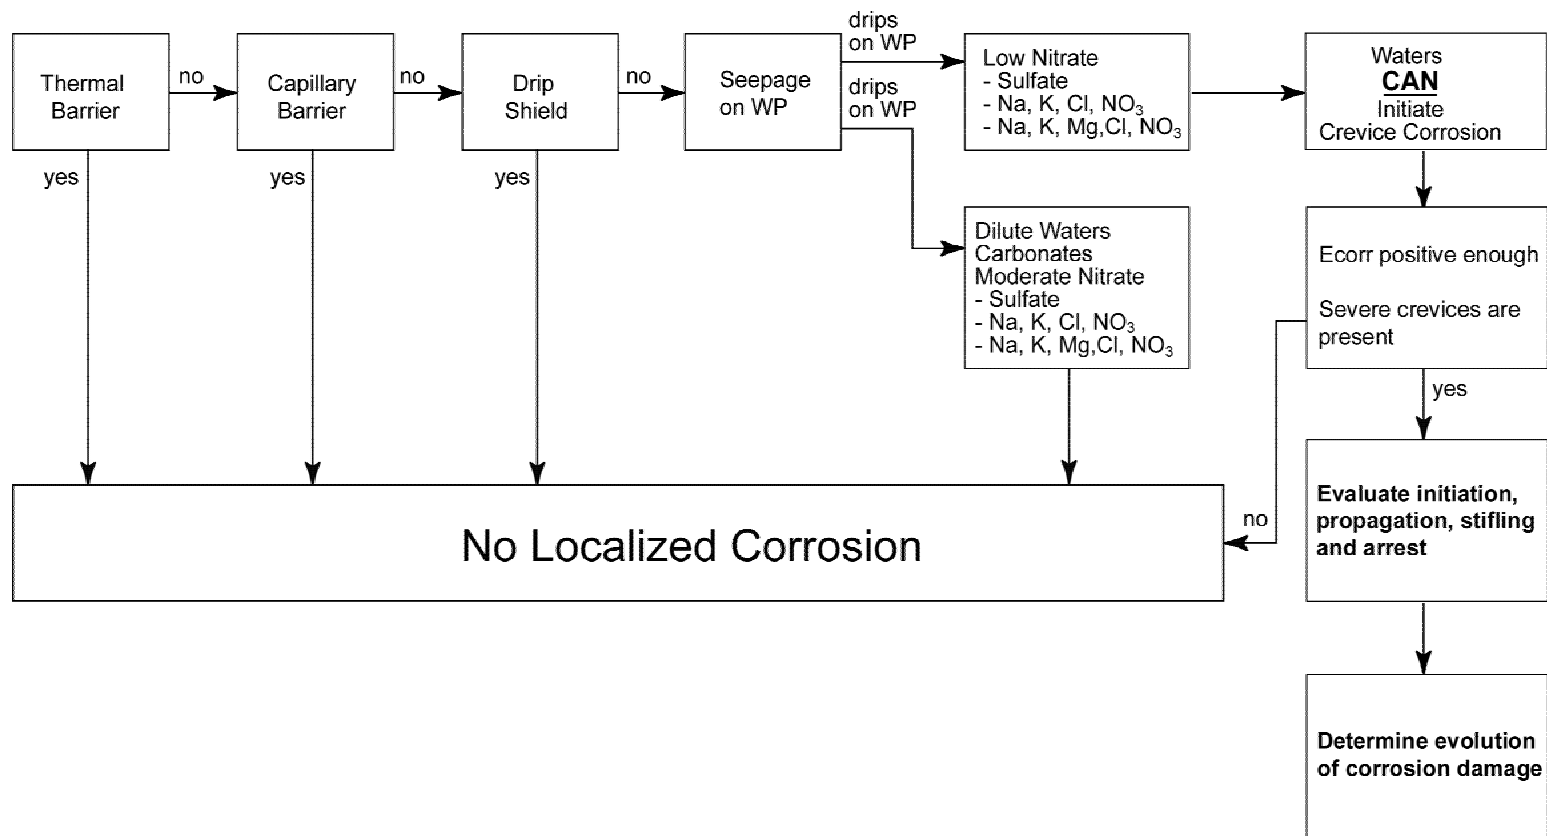 Thermal
Barrier
no
Capillary
Barrier
no
Drip
Shield
no
Seepage
on WP
drips
on WP
drips
on WP
Low Nitrate
- Sulfate
- Na, K, Cl, NO₃
- Na, K, Mg,Cl, NO₃
Waters
CAN
Initiate
Crevice Corrosion
yes
yes
yes
Dilute Waters
Carbonates
Moderate Nitrate
- Sulfate
- Na, K, Cl, NO₃
- Na, K, Mg,Cl, NO₃
Ecorr positive enough
Severe crevices are
present
yes
no
No Localized Corrosion
Evaluate initiation,
propagation, stifling
and arrest
Determine evolution
of corrosion damage